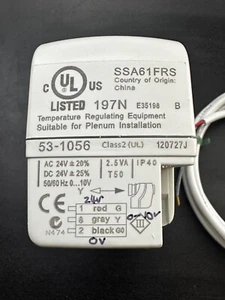 SSA61FRS
Country of Origin:
China
C UL US
LISTED 197N E35198 B
Temperature Regulating Equipment
Suitable for Plenum Installation
53-1056 Class2 (UL) 120727J
AC 24V ± 20% 2.5VA IP40
DC 24V ± 25% T50
50/60 Hz 0...10V
24V
1 red G
8 gray Y 0-10V
2 black G0
N474
0V